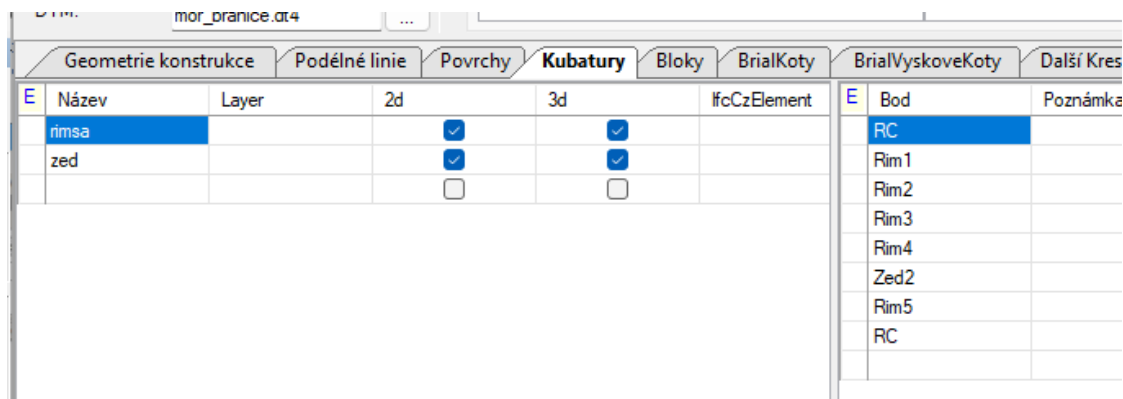 DTM: mor_branice.dt4 ...
Geometrie konstrukce Podélné linie Povrchy Kubatury Bloky BrialKoty BrialVyskoveKoty Další Kres
E Název Layer 2d 3d IfcCzElement E Bod Poznámka
rimsa RC
zed Rim1
Rim2
Rim3
Rim4
Zed2
Rim5
RC